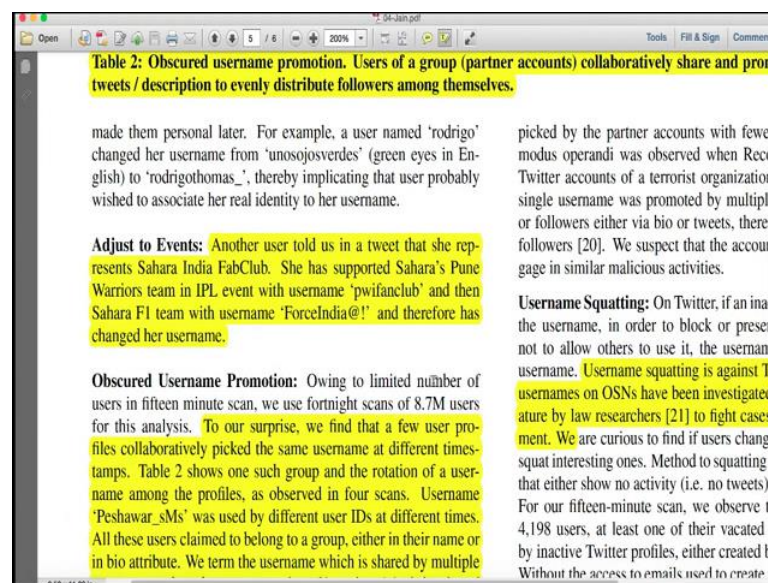 04-Jain.pdf
Open
5 / 6
200%
Tools
Fill & Sign
Table 2: Obscured username promotion. Users of a group (partner accounts) collaboratively share and
tweets / description to evenly distribute followers among themselves.
made them personal later. For example, a user named 'rodrigo'
changed her username from 'unosojosverdes' (green eyes in En-
glish) to 'rodrigothomas_', thereby implicating that user probably
wished to associate her real identity to her username.
Adjust to Events: Another user told us in a tweet that she rep-
resents Sahara India FabClub. She has supported Sahara's Pune
Warriors team in IPL event with username 'pwifanclub' and then
Sahara F1 team with username 'ForceIndia@!' and therefore has
changed her username.
Obscured Username Promotion: Owing to limited number of
users in fifteen minute scan, we use fortnight scans of 8.7M users
for this analysis. To our surprise, we find that a few user pro-
files collaboratively picked the same username at different times-
tamps. Table 2 shows one such group and the rotation of a user-
name among the profiles, as observed in four scans. Username
'Peshawar_sMs' was used by different user IDs at different times.
All these users claimed to belong to a group, either in their name or
in bio attribute. We term the username which is shared by multiple
picked by the partner accounts with
modus operandi was observed when
Twitter accounts of a terrorist
single username was promoted by
or followers either via bio or tweets,
followers [20]. We suspect that the
gage in similar malicious activities.
Username Squatting: On Twitter, if an
the username, in order to block or
not to allow others to use it, the
username. Username squatting is against
usernames on OSNs have been investigated
ature by law researchers [21] to fight cases
ment. We are curious to find if users
squat interesting ones. Method to squatting
that either show no activity (i.e. no tweets)
For our fifteen-minute scan, we observe
4,198 users, at least one of their vacated
by inactive Twitter profiles, either created
Without the access to emails used to create